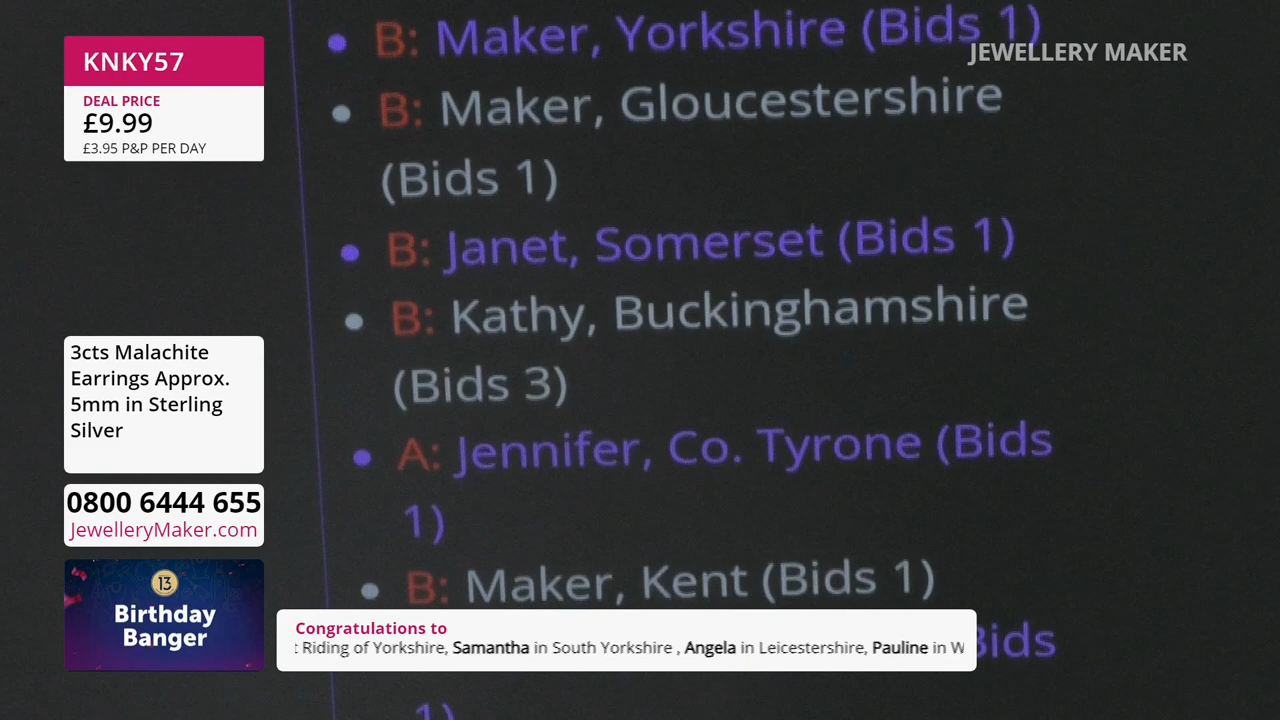 KNKY57
DEAL PRICE
£9.99
£3.95 P&P PER DAY
3cts Malachite
Earrings Approx.
5mm in Sterling
Silver
0800 6444 655
JewelleryMaker.com
13
Birthday
Banger
JEWELLERY MAKER
• B: Maker, Yorkshire (Bids 1)
• B: Maker, Gloucestershire
(Bids 1)
• B: Janet, Somerset (Bids 1)
• B: Kathy, Buckinghamshire
(Bids 3)
• A: Jennifer, Co. Tyrone (Bids
1)
• B: Maker, Kent (Bids 1)
Bids
1)
Congratulations to
Riding of Yorkshire, Samantha in South Yorkshire , Angela in Leicestershire, Pauline in W